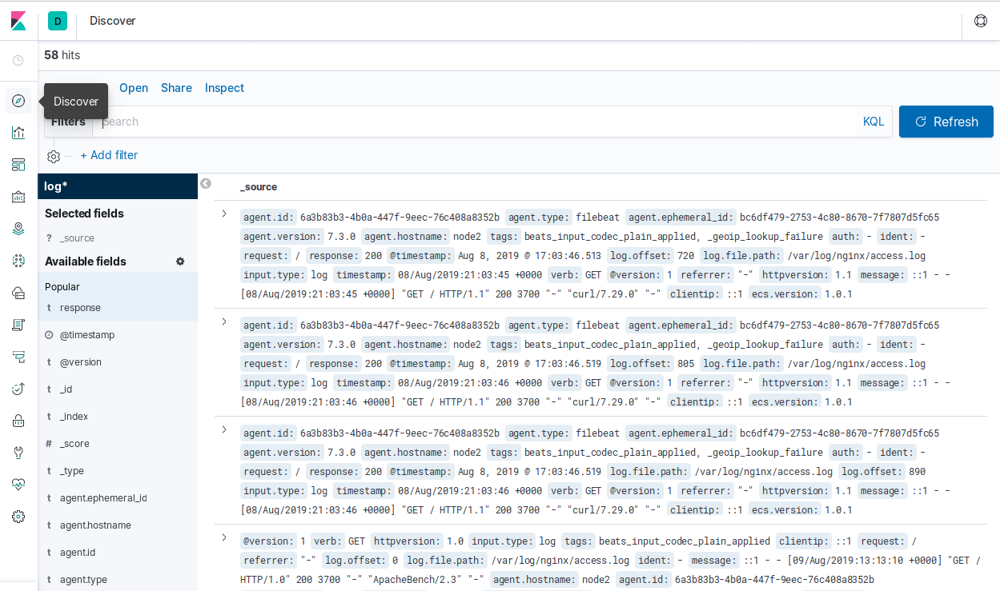 D Discover
58 hits
Open Share Inspect
Discover
Filters Search KQL Refresh
+ Add filter
log*
Selected fields
? _source
Available fields
Popular
t response
@timestamp
t @version
t _id
t _index
# _score
t _type
t agent.ephemeral_id
t agent.hostname
t agent.id
t agent.type
_source
agent.id: 6a3b83b3-4b0a-447f-9eec-76c408a8352b agent.type: filebeat agent.ephemeral_id: bc6df479-2753-4c80-8670-7f7807d5fc65
agent.version: 7.3.0 agent.hostname: node2 tags: beats_input_codec_plain_applied, _geoip_lookup_failure auth: - ident: -
request: / response: 200 @timestamp: Aug 8, 2019 @ 17:03:46.513 log.offset: 720 log.file.path: /var/log/nginx/access.log
input.type: log timestamp: 08/Aug/2019:21:03:45 +0000 verb: GET @version: 1 referrer: "-" httpversion: 1.1 message: ::1 - -
[08/Aug/2019:21:03:45 +0000] "GET / HTTP/1.1" 200 3700 "-" "curl/7.29.0" "-" clientip: ::1 ecs.version: 1.0.1
agent.id: 6a3b83b3-4b0a-447f-9eec-76c408a8352b agent.type: filebeat agent.ephemeral_id: bc6df479-2753-4c80-8670-7f7807d5fc65
agent.version: 7.3.0 agent.hostname: node2 tags: beats_input_codec_plain_applied, _geoip_lookup_failure auth: - ident: -
request: / response: 200 @timestamp: Aug 8, 2019 @ 17:03:46.519 log.offset: 805 log.file.path: /var/log/nginx/access.log
input.type: log timestamp: 08/Aug/2019:21:03:46 +0000 verb: GET @version: 1 referrer: "-" httpversion: 1.1 message: ::1 - -
[08/Aug/2019:21:03:46 +0000] "GET / HTTP/1.1" 200 3700 "-" "curl/7.29.0" "-" clientip: ::1 ecs.version: 1.0.1
agent.id: 6a3b83b3-4b0a-447f-9eec-76c408a8352b agent.type: filebeat agent.ephemeral_id: bc6df479-2753-4c80-8670-7f7807d5fc65
agent.version: 7.3.0 agent.hostname: node2 tags: beats_input_codec_plain_applied, _geoip_lookup_failure auth: - ident: -
request: / response: 200 @timestamp: Aug 8, 2019 @ 17:03:46.519 log.file.path: /var/log/nginx/access.log log.offset: 890
input.type: log timestamp: 08/Aug/2019:21:03:46 +0000 verb: GET @version: 1 referrer: "-" httpversion: 1.1 message: ::1 - -
[08/Aug/2019:21:03:46 +0000] "GET / HTTP/1.1" 200 3700 "-" "curl/7.29.0" "-" clientip: ::1 ecs.version: 1.0.1
@version: 1 verb: GET httpversion: 1.0 input.type: log tags: beats_input_codec_plain_applied clientip: ::1 request: /
referrer: "-" log.offset: 0 log.file.path: /var/log/nginx/access.log ident: - message: ::1 - - [09/Aug/2019:13:13:10 +0000] "GET /
HTTP/1.0" 200 3700 "-" "ApacheBench/2.3" "-" agent.hostname: node2 agent.id: 6a3b83b3-4b0a-447f-9eec-76c408a8352b